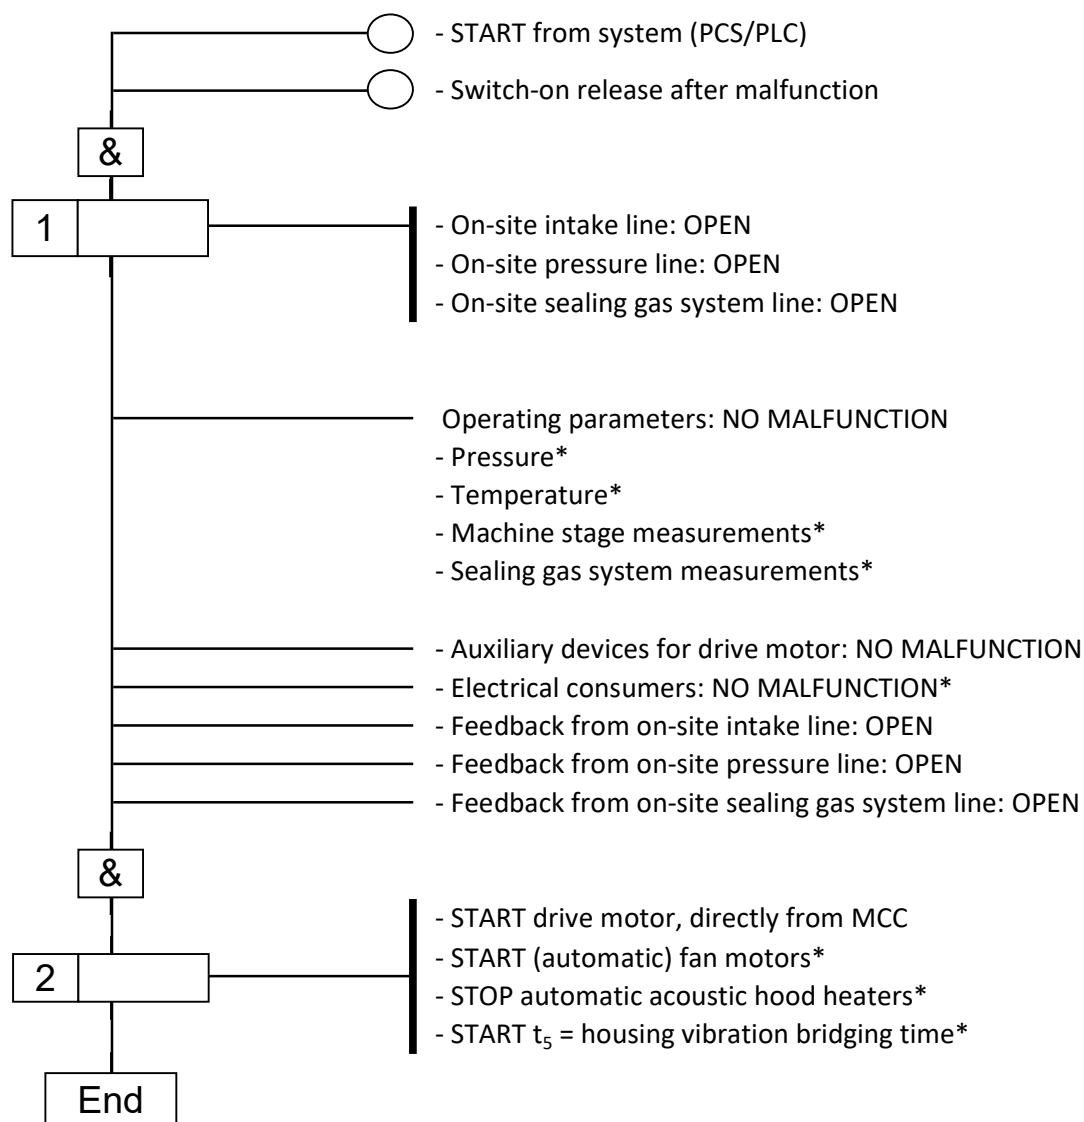 - START from system (PCS/PLC)
- Switch-on release after malfunction
&
1
- On-site intake line: OPEN
- On-site pressure line: OPEN
- On-site sealing gas system line: OPEN
Operating parameters: NO MALFUNCTION
- Pressure*
- Temperature*
- Machine stage measurements*
- Sealing gas system measurements*
- Auxiliary devices for drive motor: NO MALFUNCTION
- Electrical consumers: NO MALFUNCTION*
- Feedback from on-site intake line: OPEN
- Feedback from on-site pressure line: OPEN
- Feedback from on-site sealing gas system line: OPEN
&
- START drive motor, directly from MCC
2
- START (automatic) fan motors*
- STOP automatic acoustic hood heaters*
- START t₅ = housing vibration bridging time*
End